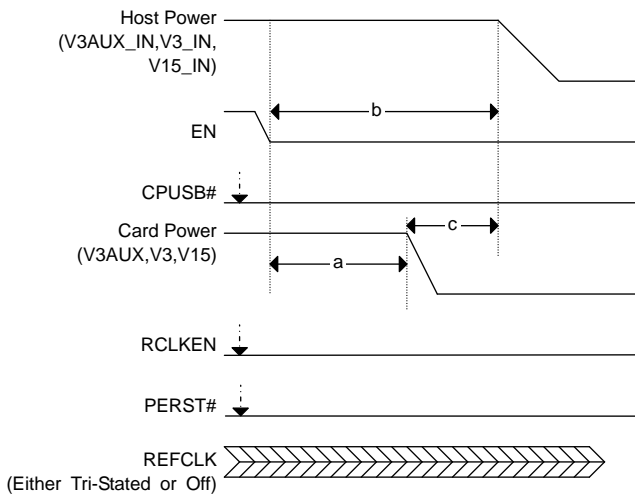 Host Power
(V3AUX_IN,V3_IN,
V15_IN)
b
EN
CPUSB#
c
Card Power
(V3AUX,V3,V15)
a
RCLKEN
PERST#
REFCLK
(Either Tri-Stated or Off)